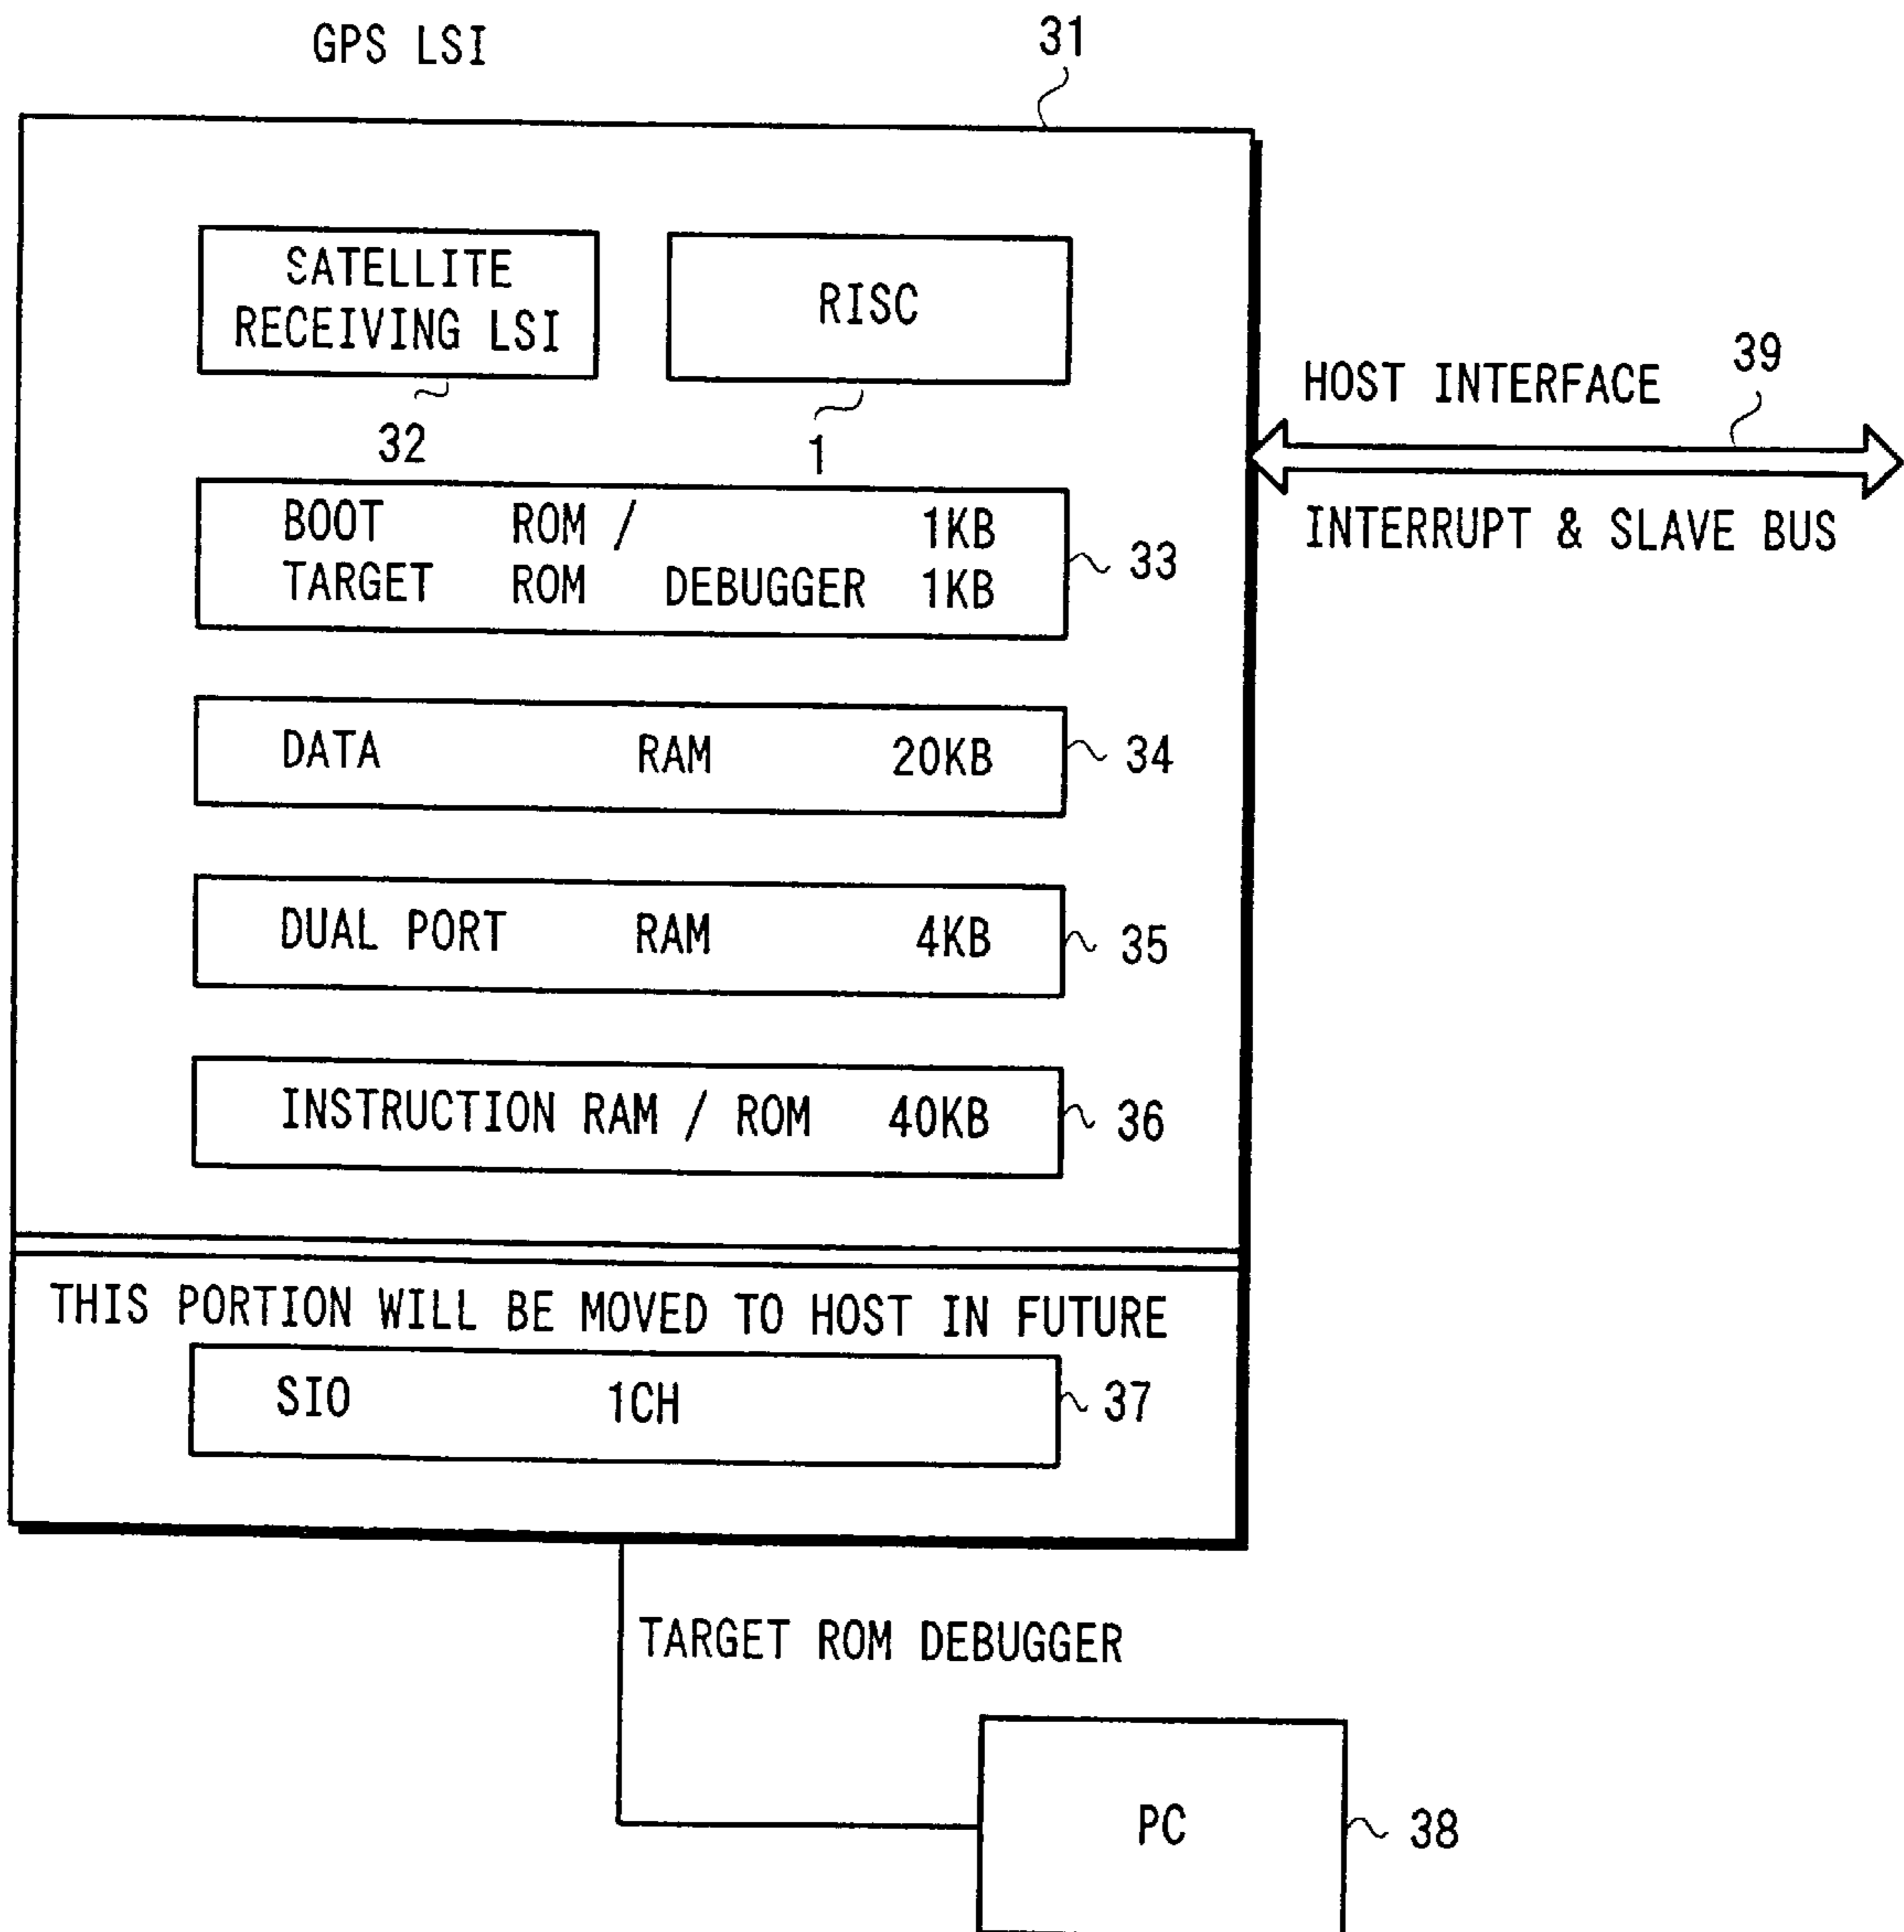 GPS LSI
31
SATELLITE
RECEIVING LSI
RISC
32
1
HOST INTERFACE
39
INTERRUPT & SLAVE BUS
BOOT ROM / 1KB
TARGET ROM DEBUGGER 1KB
33
DATA RAM 20KB
34
DUAL PORT RAM 4KB
35
INSTRUCTION RAM / ROM 40KB
36
THIS PORTION WILL BE MOVED TO HOST IN FUTURE
SIO 1CH
37
TARGET ROM DEBUGGER
PC
38